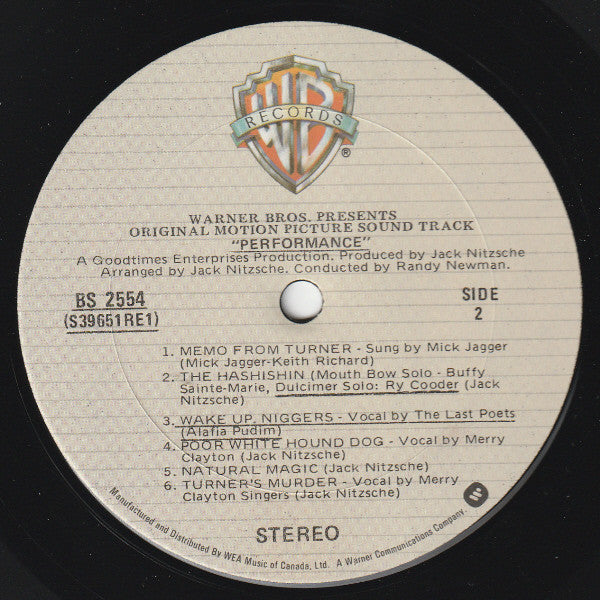 WB
RECORDS
®
WARNER BROS. PRESENTS
ORIGINAL MOTION PICTURE SOUND TRACK
"PERFORMANCE"
A Goodtimes Enterprises Production. Produced by Jack Nitzsche
Arranged by Jack Nitzsche. Conducted by Randy Newman.
BS 2554
(S39651RE1)
SIDE
2
1. MEMO FROM TURNER - Sung by Mick Jagger
(Mick Jagger-Keith Richard)
2. THE HASHISHIN (Mouth Bow Solo - Buffy
Sainte-Marie, Dulcimer Solo: Ry Cooder (Jack
Nitzsche)
3. WAKE UP, NIGGERS - Vocal by The Last Poets
(Alafia Pudim)
4. POOR WHITE HOUND DOG - Vocal by Merry
Clayton (Jack Nitzsche)
5. NATURAL MAGIC (Jack Nitzsche)
6. TURNER'S MURDER - Vocal by Merry
Clayton Singers (Jack Nitzsche)
STEREO
Manufactured and Distributed By WEA Music of Canada, Ltd. A Warner Communications Company.